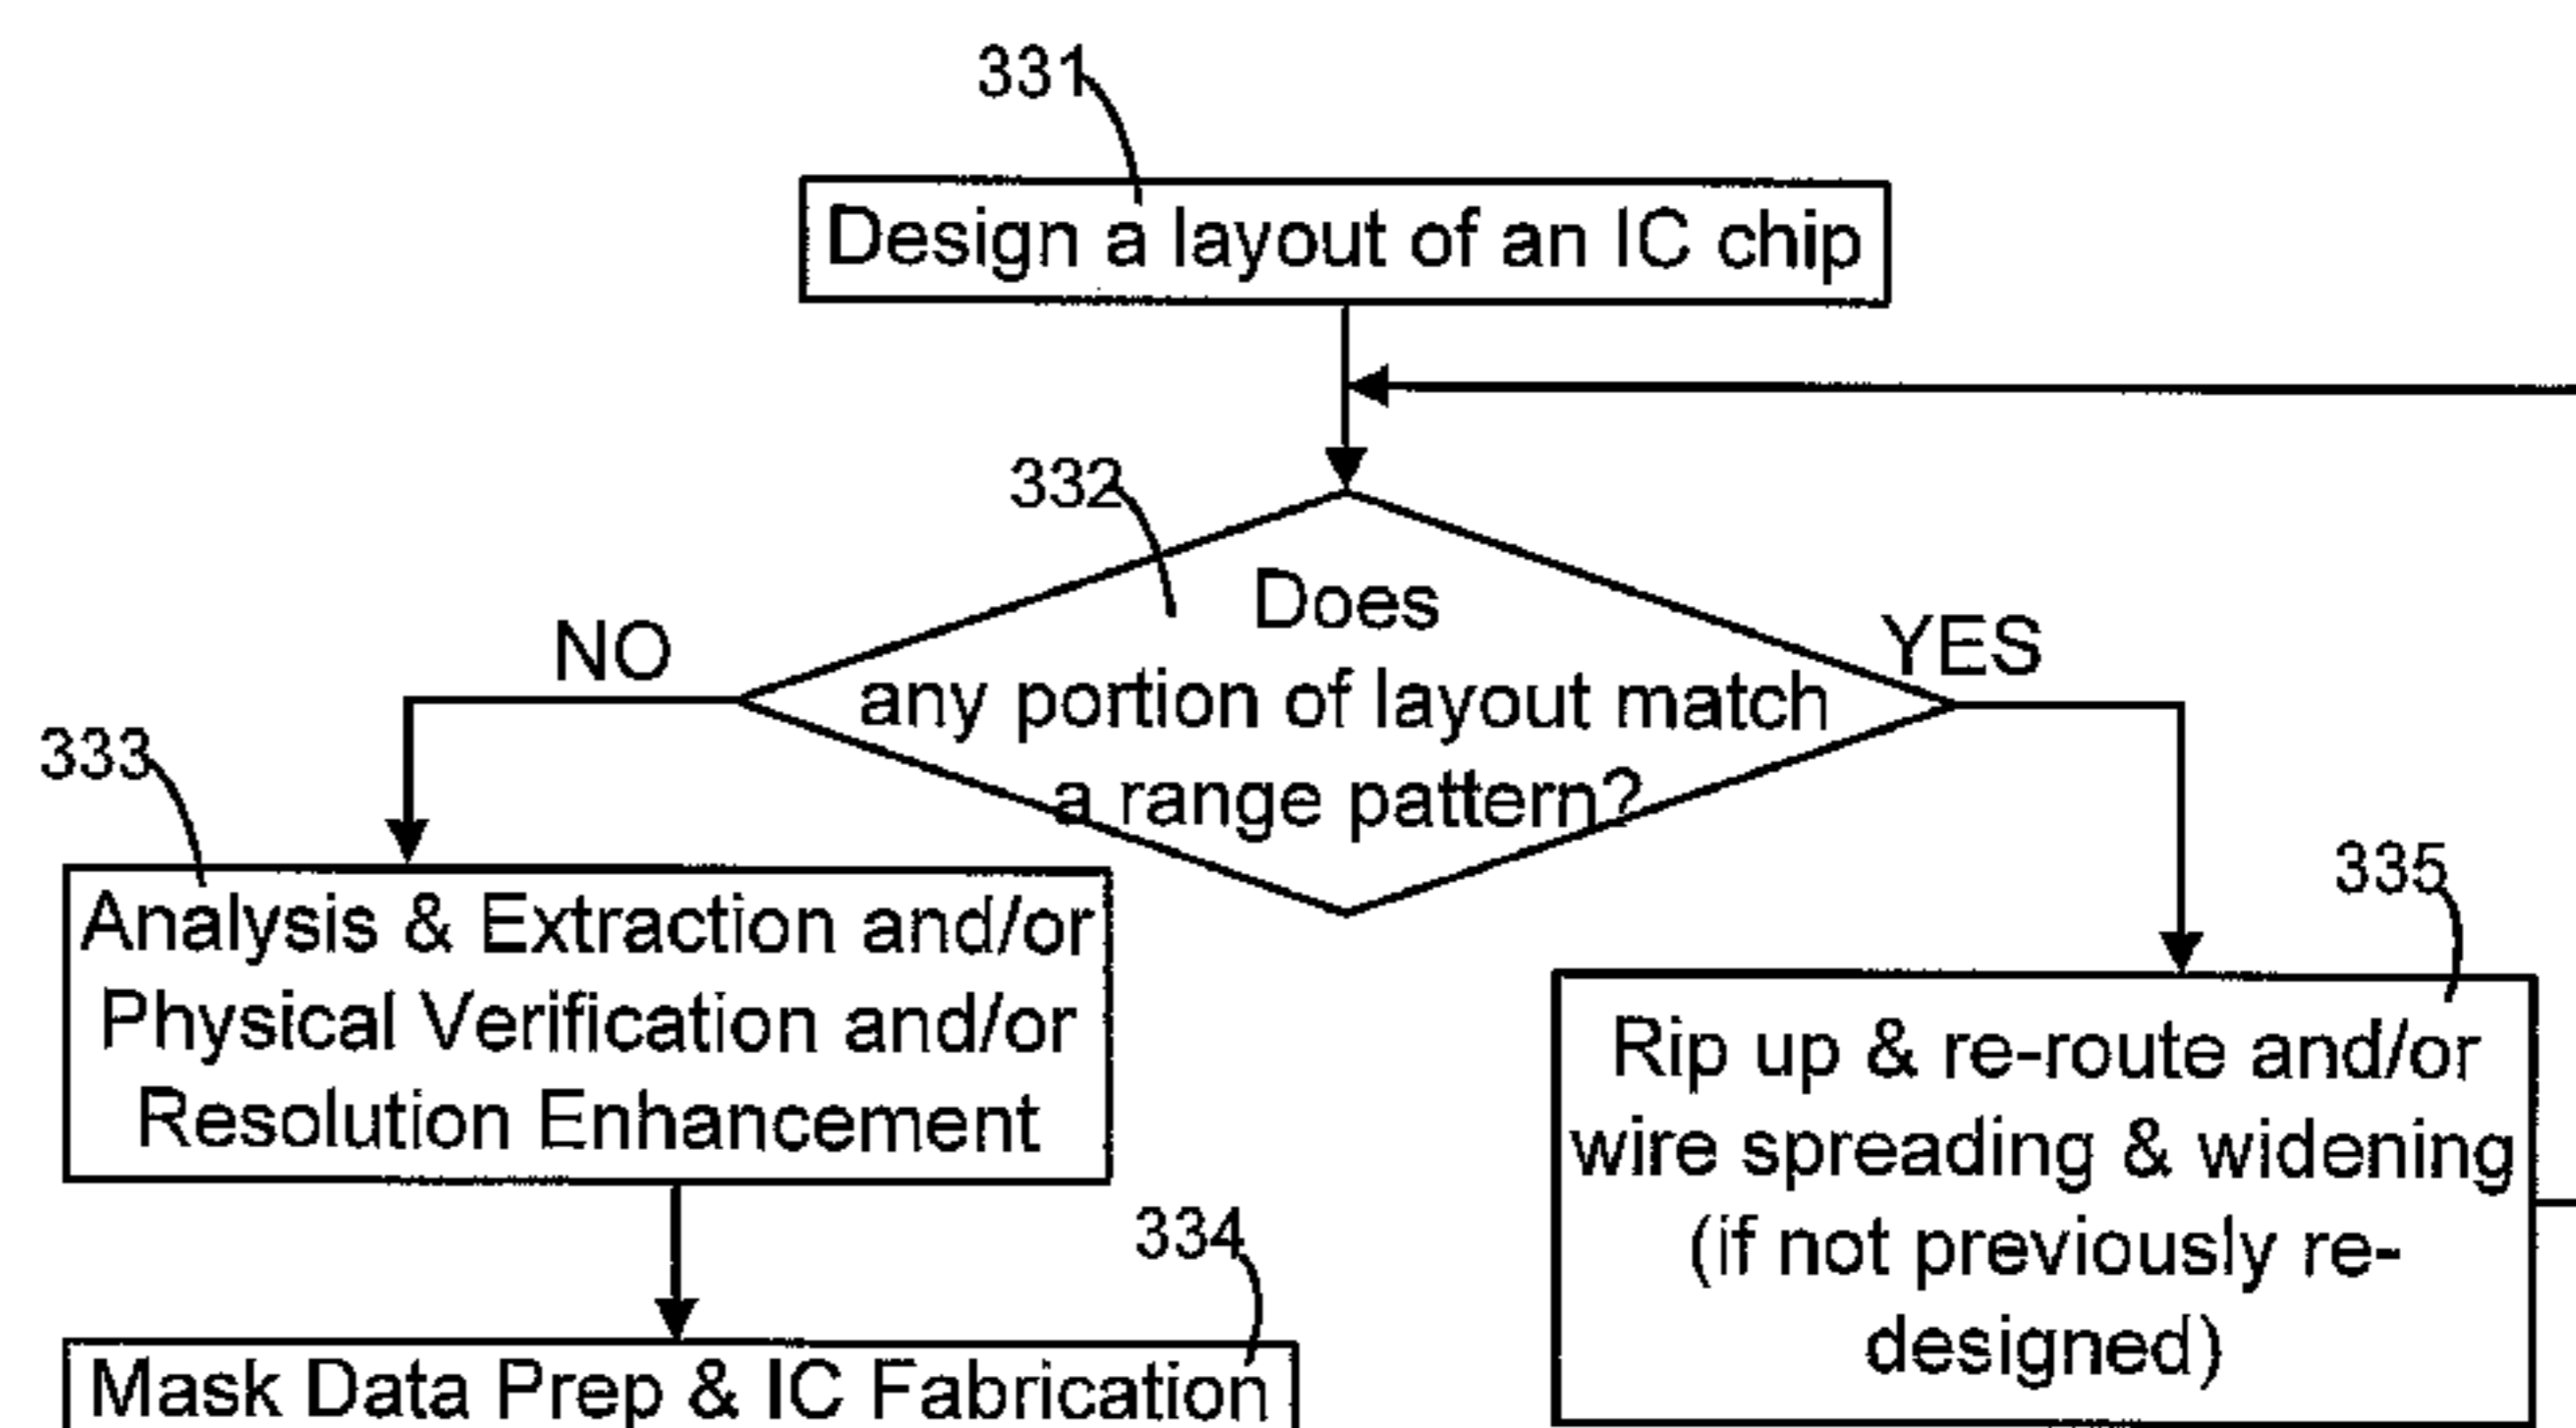 331
Design a layout of an IC chip
332
Does
any portion of layout match
a range pattern?
NO
YES
333
Analysis & Extraction and/or
Physical Verification and/or
Resolution Enhancement
334
Mask Data Prep & IC Fabrication
335
Rip up & re-route and/or
wire spreading & widening
(if not previously re-
designed)